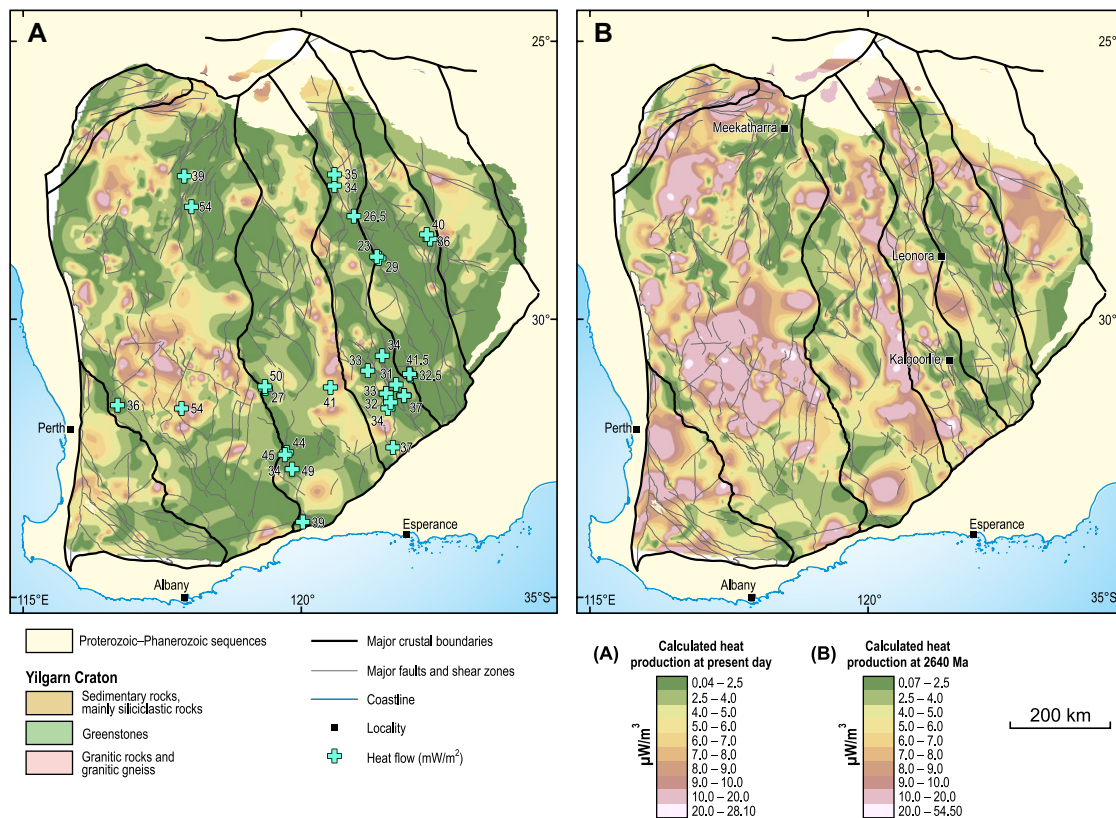 A
25°
39
54
35
34
26.5
40
36
23
29
30°
34
33
41.5
31
32.5
50
27
41
33
32
37
34
36
54
Perth
37
44
45
34
49
39
Esperance
Albany
115°E
120°
35°S
B
25°
Meekatharra
Leonora
30°
Kalgoorlie
Perth
Esperance
Albany
115°E
120°
35°S
Proterozoic–Phanerozoic sequences
Yilgarn Craton
Sedimentary rocks,
mainly siliciclastic rocks
Greenstones
Granitic rocks and
granitic gneiss
Major crustal boundaries
Major faults and shear zones
Coastline
Locality
Heat flow (mW/m²)
(A)
Calculated heat
production at present day
µW/m³
0.04 – 2.5
2.5 – 4.0
4.0 – 5.0
5.0 – 6.0
6.0 – 7.0
7.0 – 8.0
8.0 – 9.0
9.0 – 10.0
10.0 – 20.0
20.0 – 28.10
(B)
Calculated heat
production at 2640 Ma
µW/m³
0.07 – 2.5
2.5 – 4.0
4.0 – 5.0
5.0 – 6.0
6.0 – 7.0
7.0 – 8.0
8.0 – 9.0
9.0 – 10.0
10.0 – 20.0
20.0 – 54.50
200 km